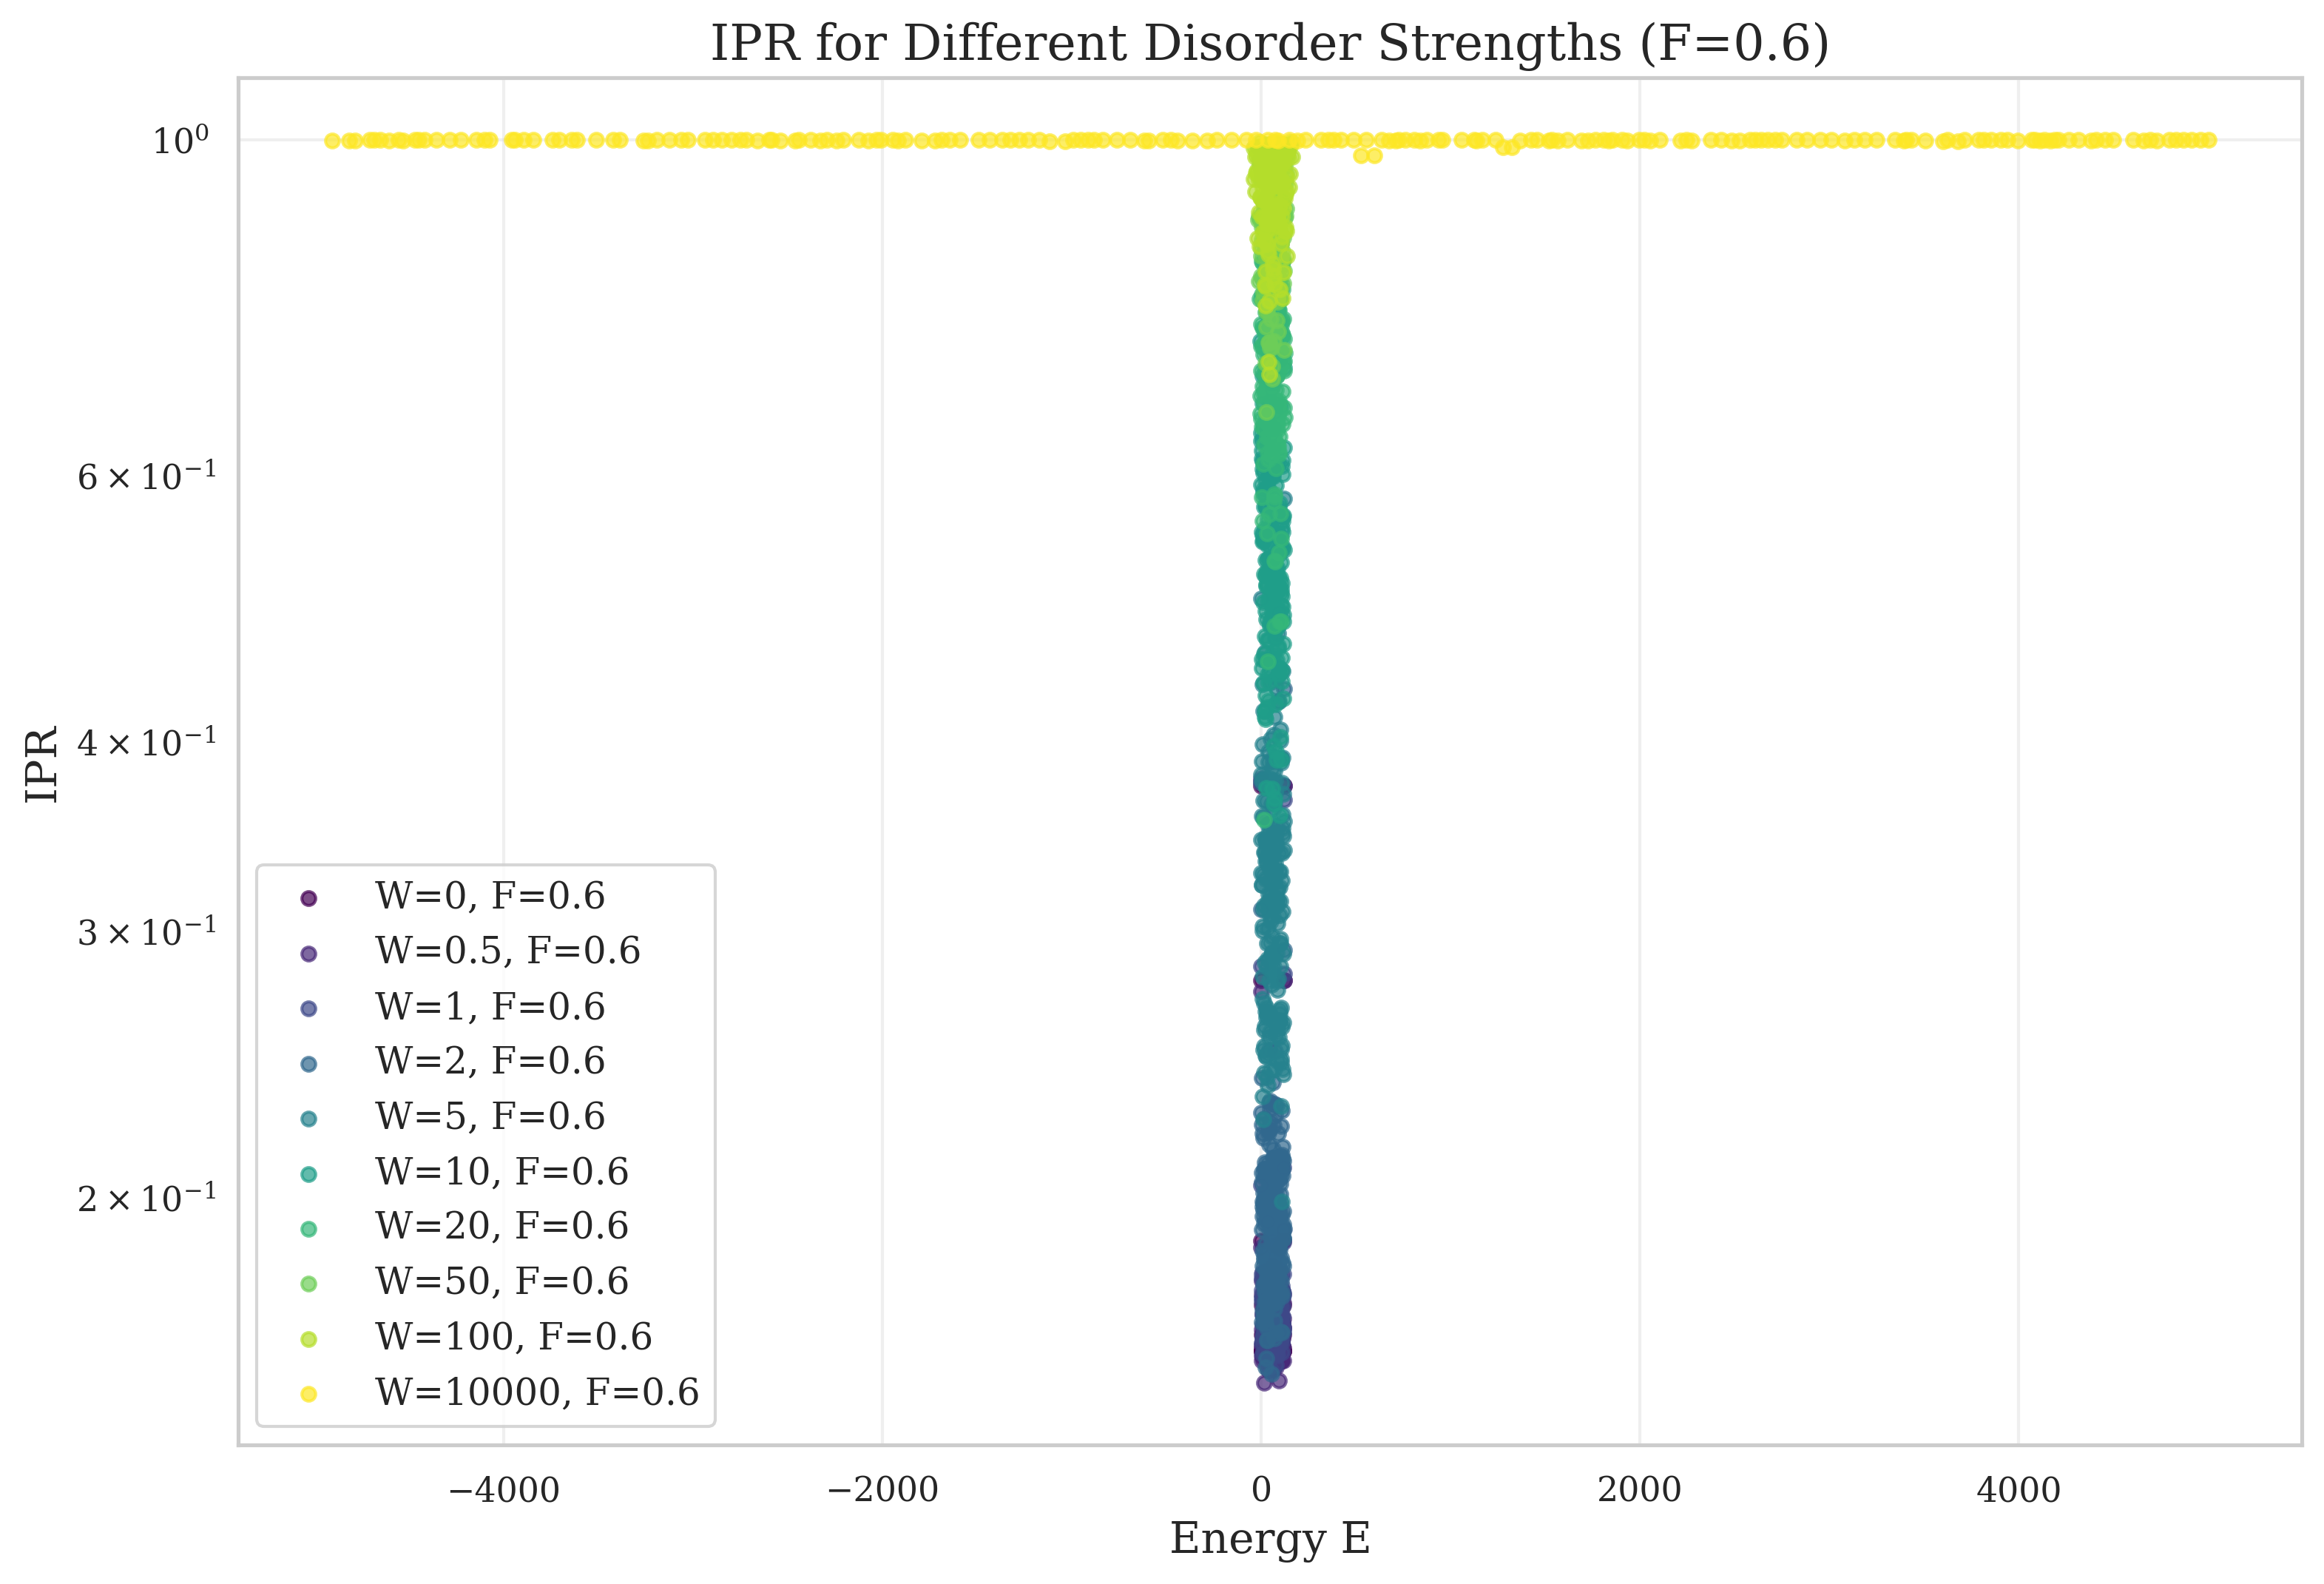 IPR for Different Disorder Strengths (F=0.6)
10⁰
6 × 10⁻¹
4 × 10⁻¹
3 × 10⁻¹
2 × 10⁻¹
IPR
W=0, F=0.6
W=0.5, F=0.6
W=1, F=0.6
W=2, F=0.6
W=5, F=0.6
W=10, F=0.6
W=20, F=0.6
W=50, F=0.6
W=100, F=0.6
W=10000, F=0.6
−4000 −2000 0 2000 4000
Energy E